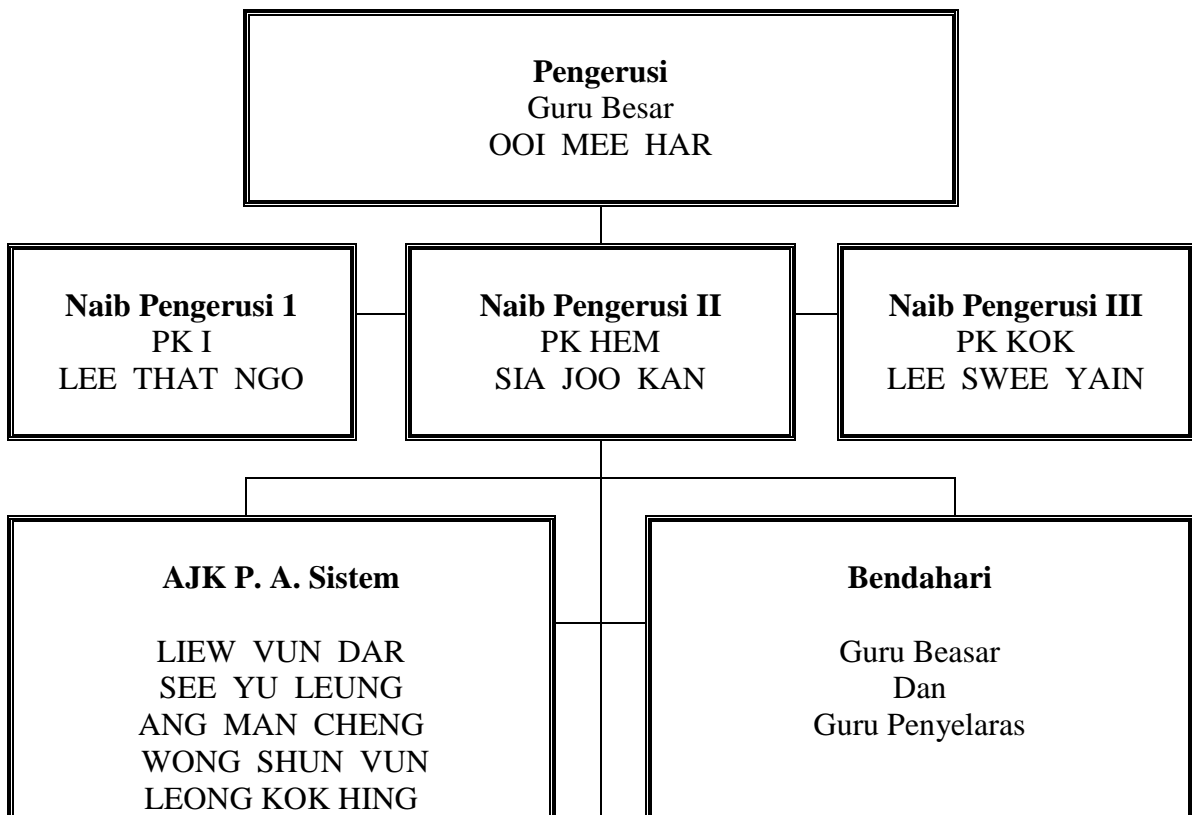 Pengerusi
Guru Besar
OOI MEE HAR
Naib Pengerusi 1
PK I
LEE THAT NGO
Naib Pengerusi II
PK HEM
SIA JOO KAN
Naib Pengerusi III
PK KOK
LEE SWEE YAIN
AJK P. A. Sistem
LIEW VUN DAR
SEE YU LEUNG
ANG MAN CHENG
WONG SHUN VUN
LEONG KOK HING
Bendahari
Guru Beasar
Dan
Guru Penyelaras